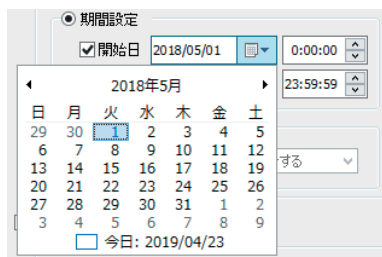 期間設定
開始日 2018/05/01 0:00:00
2018年5月 23:59:59
日 月 火 水 木 金 土
29 30 1 2 3 4 5
6 7 8 9 10 11 12
13 14 15 16 17 18 19 する
20 21 22 23 24 25 26
27 28 29 30 31 1 2
3 4 5 6 7 8 9
今日: 2019/04/23